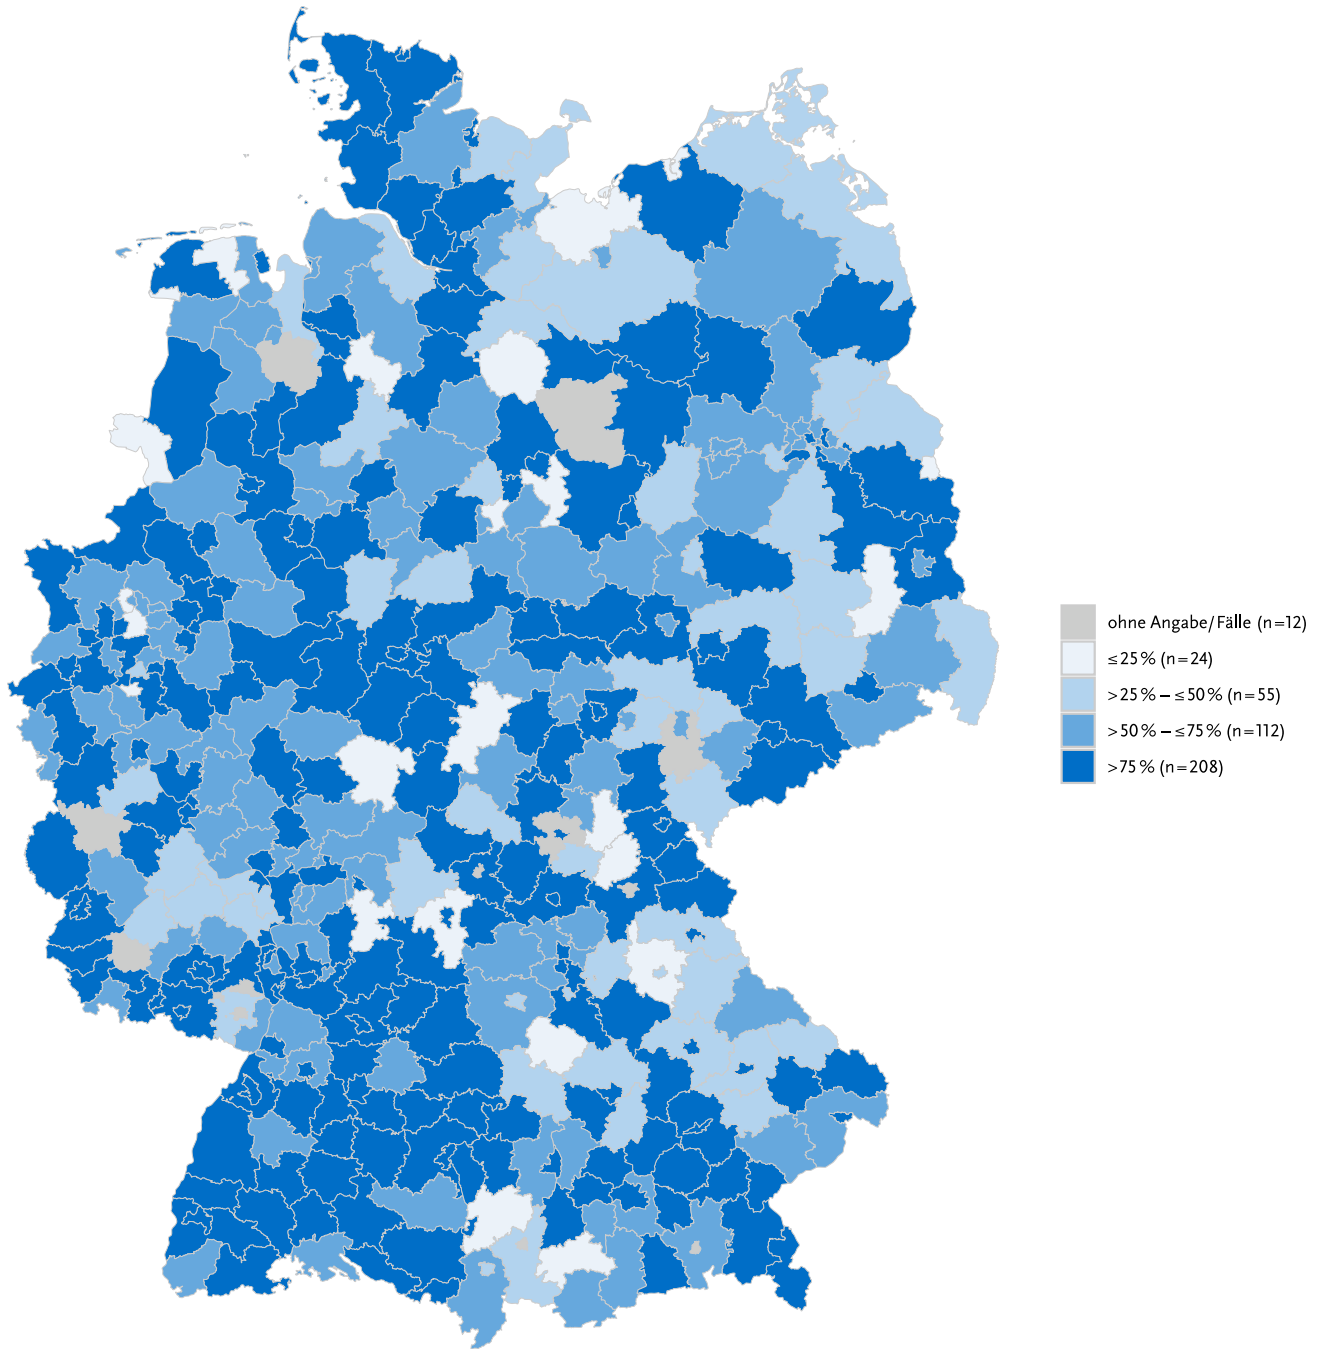 ohne Angabe/Fälle (n=12)
≤25 % (n=24)
>25 % – ≤50 % (n=55)
>50 % – ≤75 % (n=112)
>75 % (n=208)